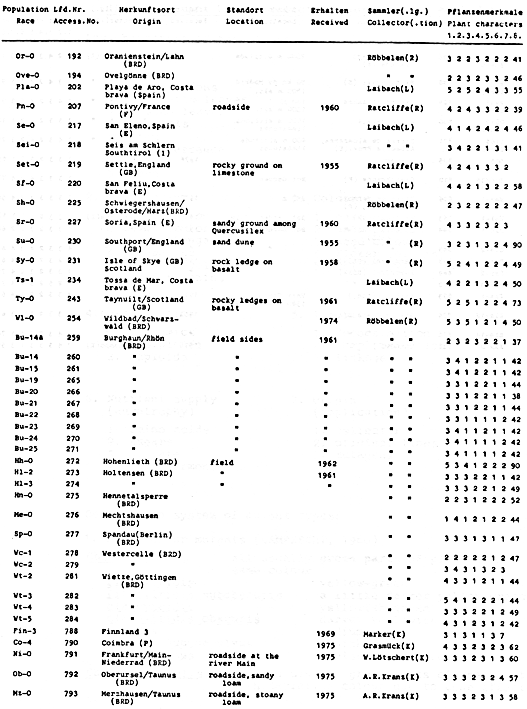 Population Lfd.Nr. Herkunftsort Standort Erhalten Sammler(.lg.) Pflanzenmerkmale
Race Access.No. Origin Location Received Collector(.tion) Plant characters
1.2.3.4.5.6.7.8.
Or-0 192 Oranienstein/Lahn Röbbelen(R) 3 2 3 2 2 2 41
(BRD)
Ove-0 194 Ovelgönne (BRD) " " 2 2 3 2 3 3 2 46
Pla-0 202 Playa de Aro, Costa Laibach(L) 5 2 5 2 4 3 3 55
brava (Spain)
Pn-0 207 Pontivy/France roadside 1960 Ratcliffe(R) 4 2 4 3 3 2 2 39
(F)
Se-0 217 San Eleno,Spain Laibach(L) 4 1 4 2 4 2 4 46
(E)
Sei-0 218 Seis am Schlern " " 3 4 2 2 1 3 1 41
Southtirol (I)
Set-0 219 Settle,England rocky ground on 1955 Ratcliffe(R) 4 2 4 1 3 3 2
(GB) limestone
Sf-0 220 San Feliu,Costa Laibach(L) 4 4 2 1 3 2 2 58
brava (E)
Sh-0 225 Schwiegershausen/ Röbbelen(R) 2 3 2 2 2 2 2 47
Osterode/Harz(BRD)
Sr-0 227 Soria,Spain (E) sandy ground among 1960 Ratcliffe(R) 4 3 3 2 3 2 3
Quercusilex
Su-0 230 Southport/England sand dune 1955 " (R) 3 2 3 1 3 2 4 90
(GB)
Sy-0 231 Isle of Skye (GB) rock ledge on 1958 " (R) 5 2 4 1 2 2 4 49
Scotland basalt
Ts-1 234 Tossa de Mar, Costa Laibach(L) 4 2 2 1 3 2 4 50
brava (E)
Ty-0 243 Taynuilt/Scotland rocky ledges on 1961 Ratcliffe(R) 5 2 5 1 2 2 4 73
(GB) basalt
Wl-0 254 Wildbad/Schwarz- 1974 Röbbelen(R) 5 3 5 1 2 1 4 50
wald (BRD)
Bu-14a 259 Burghaun/Rhön field sides 1961 " " 2 3 2 3 2 2 1 37
(BRD)
Bu-14 260 " " " " " 3 4 1 2 2 1 1 42
Bu-15 261 " " " " " 3 4 1 2 2 1 1 42
Bu-19 265 " " " " " 3 3 1 2 2 1 1 44
Bu-20 266 " " " " " 3 3 1 2 2 1 1 38
Bu-21 267 " " " " " 3 3 1 2 2 1 1 44
Bu-22 268 " " " " " 3 3 1 1 1 1 2 42
Bu-23 269 " " " " " 3 4 1 1 2 1 1 42
Bu-24 270 " " " " " 3 4 1 1 1 1 1 42
Bu-25 271 " " " " " 3 4 1 1 2 1 1 42
Hh-0 272 Hohenlieth (BRD) field 1962 " " 5 3 4 1 2 2 2 90
Hl-2 273 Holtensen (BRD) " 1961 " " 3 3 3 2 2 1 1 42
Hl-3 274 " " " " " 3 3 3 2 2 1 2 49
Hn-0 275 Hennetalsperre " " 2 2 3 1 2 2 2 52
(BRD)
Me-0 276 Mechtshausen " " 1 4 1 2 1 2 2 44
(BRD)
Sp-0 277 Spandau(Berlin) " " 3 3 3 1 3 1 1 47
(BRD)
Wc-1 278 Westercelle (BRD) " " 2 2 2 2 2 1 2 47
Wc-2 279 " " " 3 4 3 1 3 2 3
Wt-2 281 Wietze,Göttingen " " 4 3 3 1 2 1 1 44
(BRD)
Wt-3 282 " " " 5 4 1 2 2 2 1 44
Wt-4 283 " " " 3 3 3 2 2 1 2 49
Wt-5 284 " " " 4 3 1 2 3 1 2 42
Fin-3 788 Finnland 3 1969 Marker(K) 3 1 3 1 1 3 7
Co-4 790 Coimbra (P) 1975 Grasmück(K) 4 3 3 2 3 2 3 62
Ni-0 791 Frankfurt/Main- roadside at the 1975 W.Lötschert(K) 3 3 3 2 3 1 3 60
Niederrad (BRD) river Main
Ob-0 792 Oberursel/Taunus roadside,sandy 1975 A.R.Kranz(K) 3 3 3 2 3 2 4 57
(BRD) loam
Mz-0 793 Merzhausen/Taunus roadside, stoany 1975 A.R.Kranz(K) 3 3 3 2 3 1 3 58
(BRD) loam